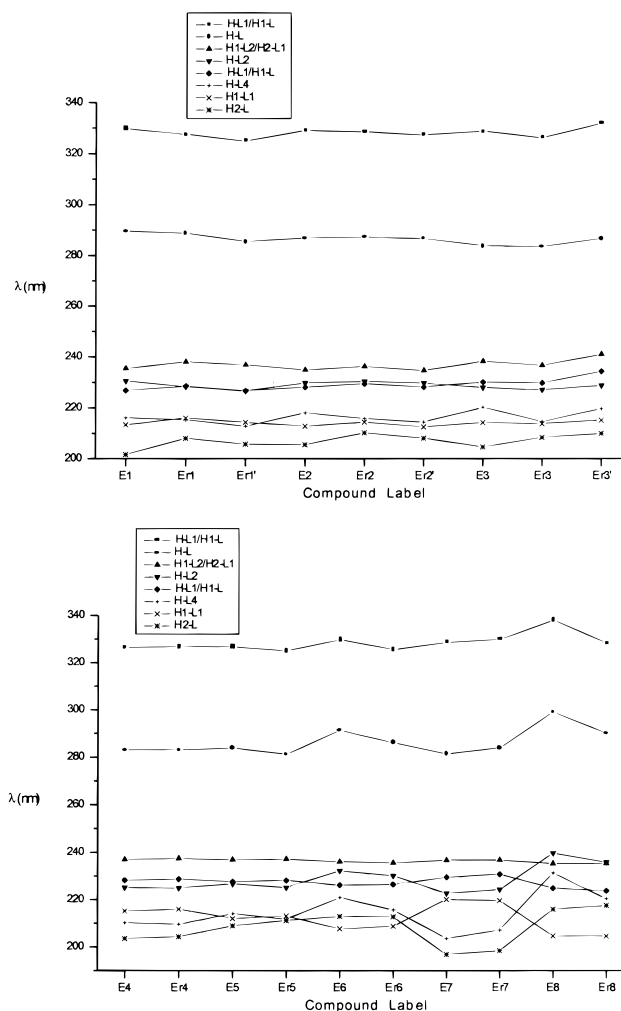 H-L1/H1-L
H-L
H1-L2/H2-L1
H-L2
H-L1/H1-L
H-L4
H1-L1
H2-L
340
320
300
280
260
240
220
200
λ(nm)
E1 Er1 Er1' E2 Er2 Er2' E3 Er3 Er3'
Compound Label
H-L1/H1-L
H-L
H1-L2/H2-L1
H-L2
H-L1/H1-L
H-L4
H1-L1
H2-L
340
320
300
280
260
240
220
200
λ(nm)
E4 Er4 E5 Er5 E6 Er6 E7 Er7 E8 Er8
Compound Label